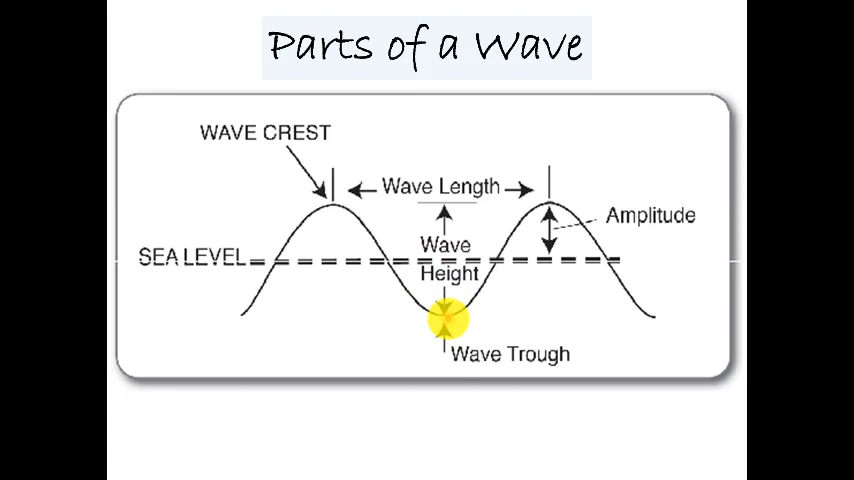 Parts of a Wave
WAVE CREST
Wave Length
Amplitude
Wave
SEA LEVEL
Height
Wave Trough